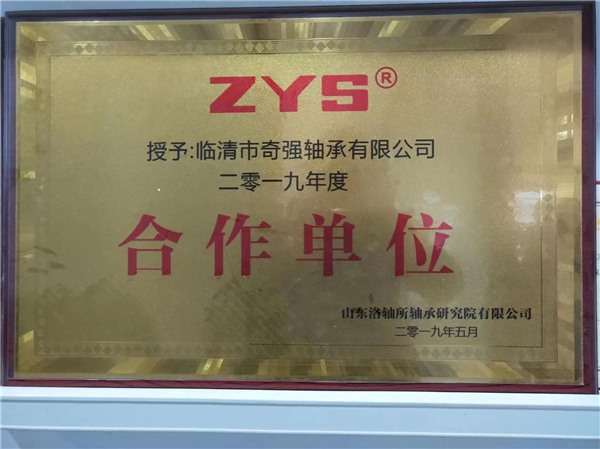 ZYS®
授予:临清市奇强轴承有限公司
二零一九年度
合作单位
山东洛轴所轴承研究院有限公司
二零一九年五月